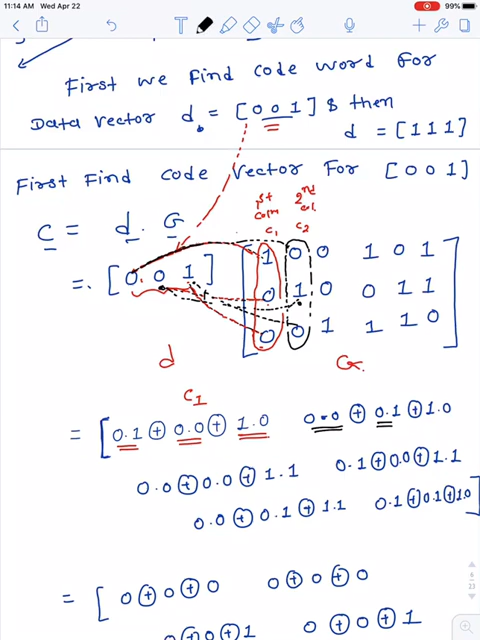 11:14 AM Wed Apr 22
99%
First we find code word for
Data vector d. = [0 0 1] & then
d = [1 1 1]
First Find code vector for [0 0 1]
1st colm c1 2nd col. c2
C = d. G
=. [0. 0 1] [1 0 0 1 0 1
0 1 0 0 1 1
0 0 1 1 1 0]
d G
C1
= [0.1 ⊕ 0.0 ⊕ 1.0 0.0 ⊕ 0.1 ⊕ 1.0
0.0 ⊕ 0.0 ⊕ 1.1 0.1 ⊕ 0.0 ⊕ 1.1
0.0 ⊕ 0.1 ⊕ 1.1 0.1 ⊕ 0.1 ⊕ 1.0]
= [0 ⊕ 0 ⊕ 0 0 ⊕ 0 ⊕ 0
0 ⊕ 0 ⊕ 1 0 ⊕ 0 ⊕ 1